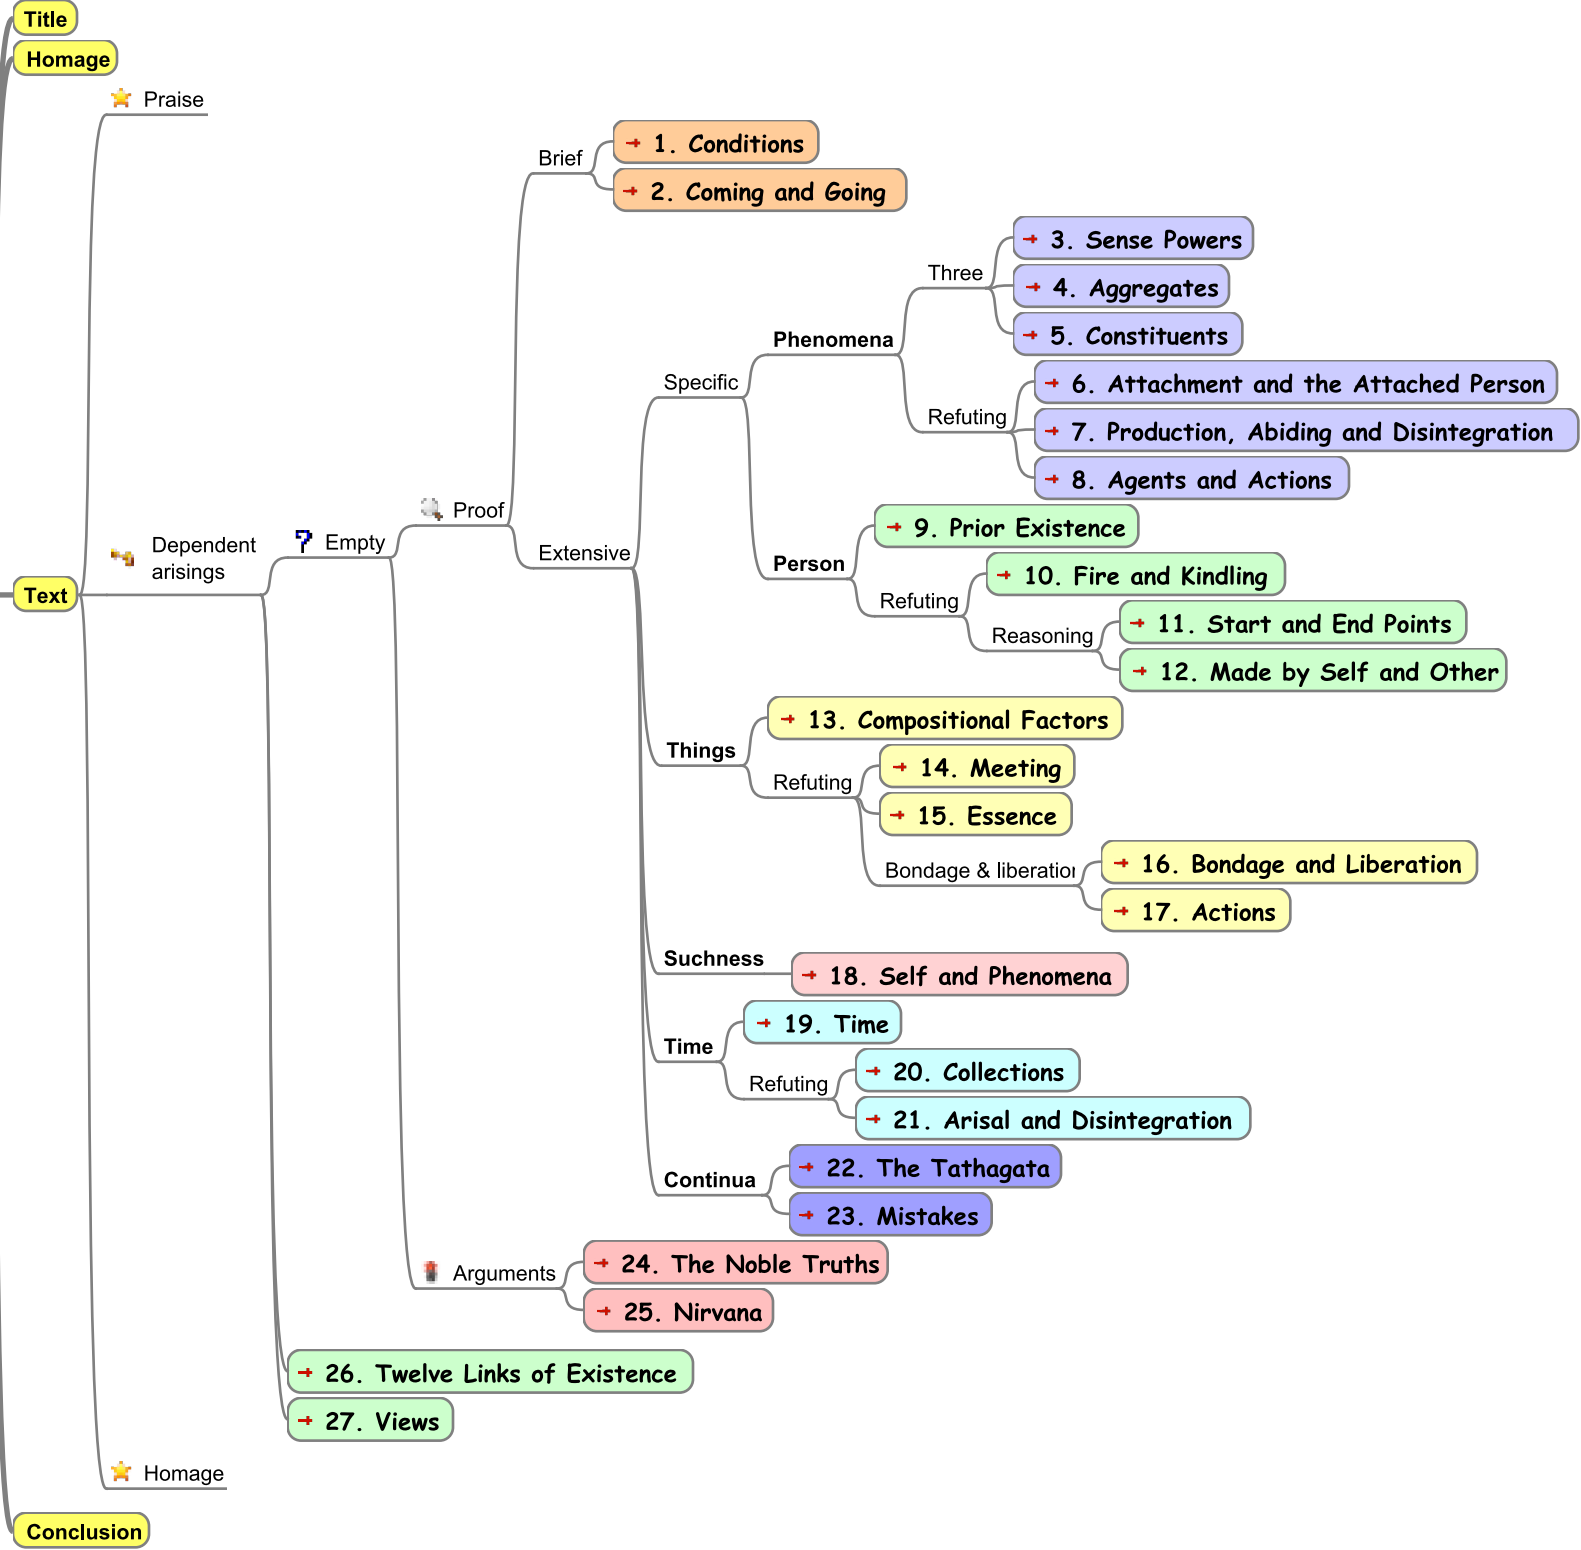 Title
Homage
Praise
Brief
1. Conditions
2. Coming and Going
3. Sense Powers
Three
4. Aggregates
5. Constituents
Phenomena
Specific
6. Attachment and the Attached Person
Refuting
7. Production, Abiding and Disintegration
8. Agents and Actions
Proof
9. Prior Existence
Empty
Dependent
arisings
Extensive
Person
10. Fire and Kindling
Text
Refuting
11. Start and End Points
Reasoning
12. Made by Self and Other
13. Compositional Factors
Things
14. Meeting
Refuting
15. Essence
Bondage & liberation
16. Bondage and Liberation
17. Actions
Suchness
18. Self and Phenomena
19. Time
Time
20. Collections
Refuting
21. Arisal and Disintegration
22. The Tathagata
Continua
23. Mistakes
24. The Noble Truths
Arguments
25. Nirvana
26. Twelve Links of Existence
27. Views
Homage
Conclusion